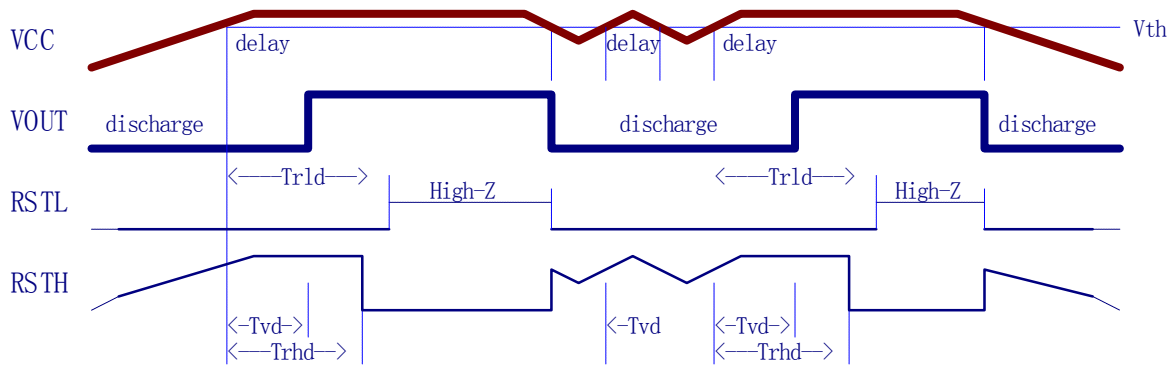 VCC delay delay delay Vth
VOUT discharge discharge discharge
<----Trld---> <----Trld--->
RSTL High-Z High-Z
RSTH
<-Tvd-> <-Tvd <-Tvd->
<---Trhd--> <---Trhd-->